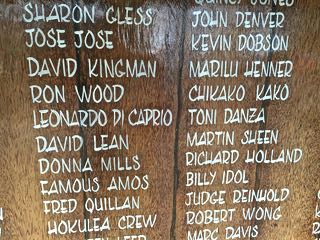 SHARON GLESS
JOSE JOSE
DAVID KINGMAN
RON WOOD
LEONARDO DI CAPRIO
DAVID LEAN
DONNA MILLS
FAMOUS AMOS
FRED QUILLAN
HOKULEA CREW
QUINCY JONES
JOHN DENVER
KEVIN DOBSON
MARILU HENNER
CHIKAKO KAKO
TONI DANZA
MARTIN SHEEN
RICHARD HOLLAND
BILLY IDOL
JUDGE REINHOLD
ROBERT WONG
MARC DAVIS